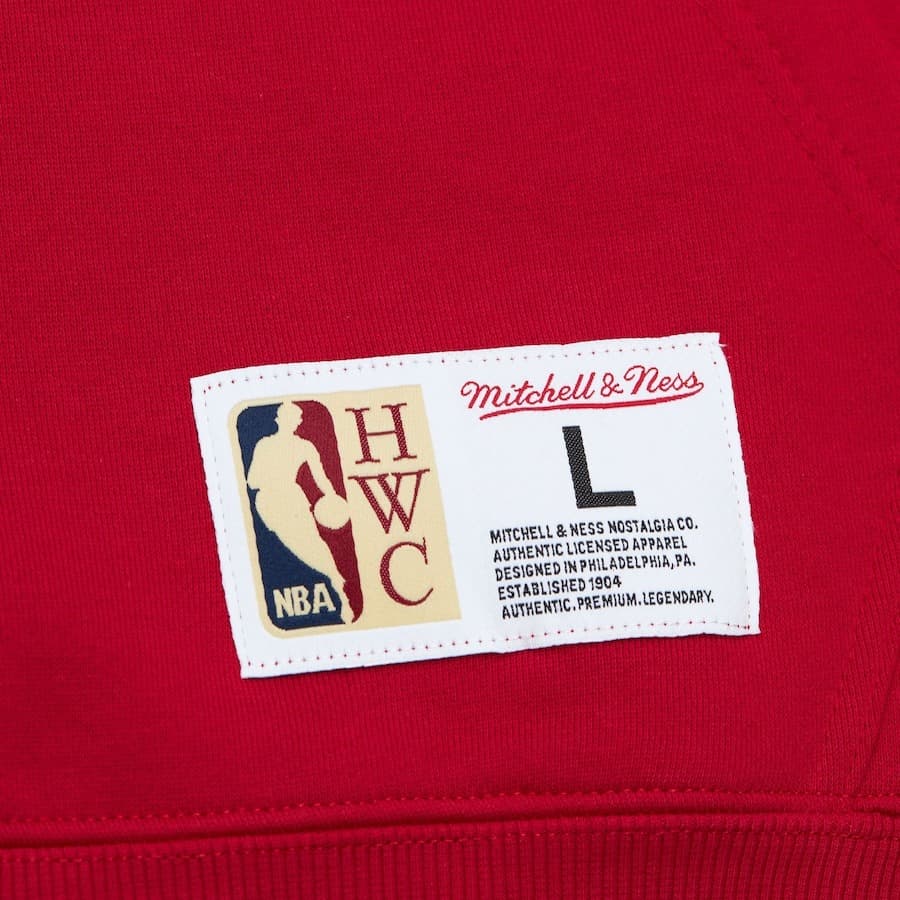 Mitchell & Ness
H
W
C
NBA
L
MITCHELL & NESS NOSTALGIA CO.
AUTHENTIC LICENSED APPAREL
DESIGNED IN PHILADELPHIA, PA.
ESTABLISHED 1904
AUTHENTIC.PREMIUM.LEGENDARY.